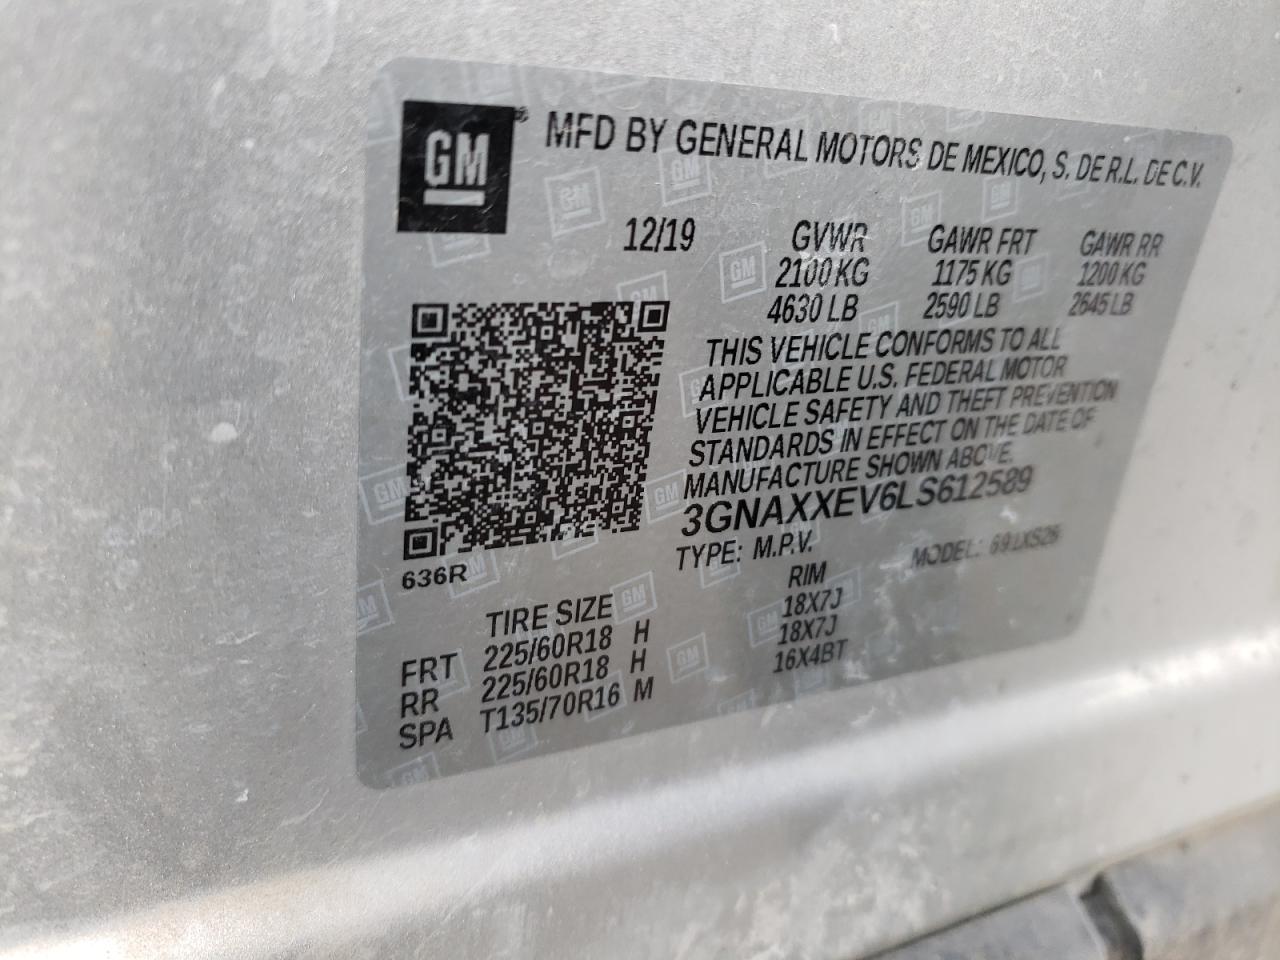 GM® MFD BY GENERAL MOTORS DE MEXICO, S. DE R.L. DE C.V.
12/19 GVWR GAWR FRT GAWR RR
2100 KG 1175 KG 1200 KG
4630 LB 2590 LB 2645 LB
THIS VEHICLE CONFORMS TO ALL
APPLICABLE U.S. FEDERAL MOTOR
VEHICLE SAFETY AND THEFT PREVENTION
STANDARDS IN EFFECT ON THE DATE OF
MANUFACTURE SHOWN ABOVE.
3GNAXXEV6LS612589
TYPE: M.P.V. MODEL:
636R
TIRE SIZE RIM
FRT 225/60R18 H 18X7J
RR 225/60R18 H 18X7J
SPA T135/70R16 M 16X4BT